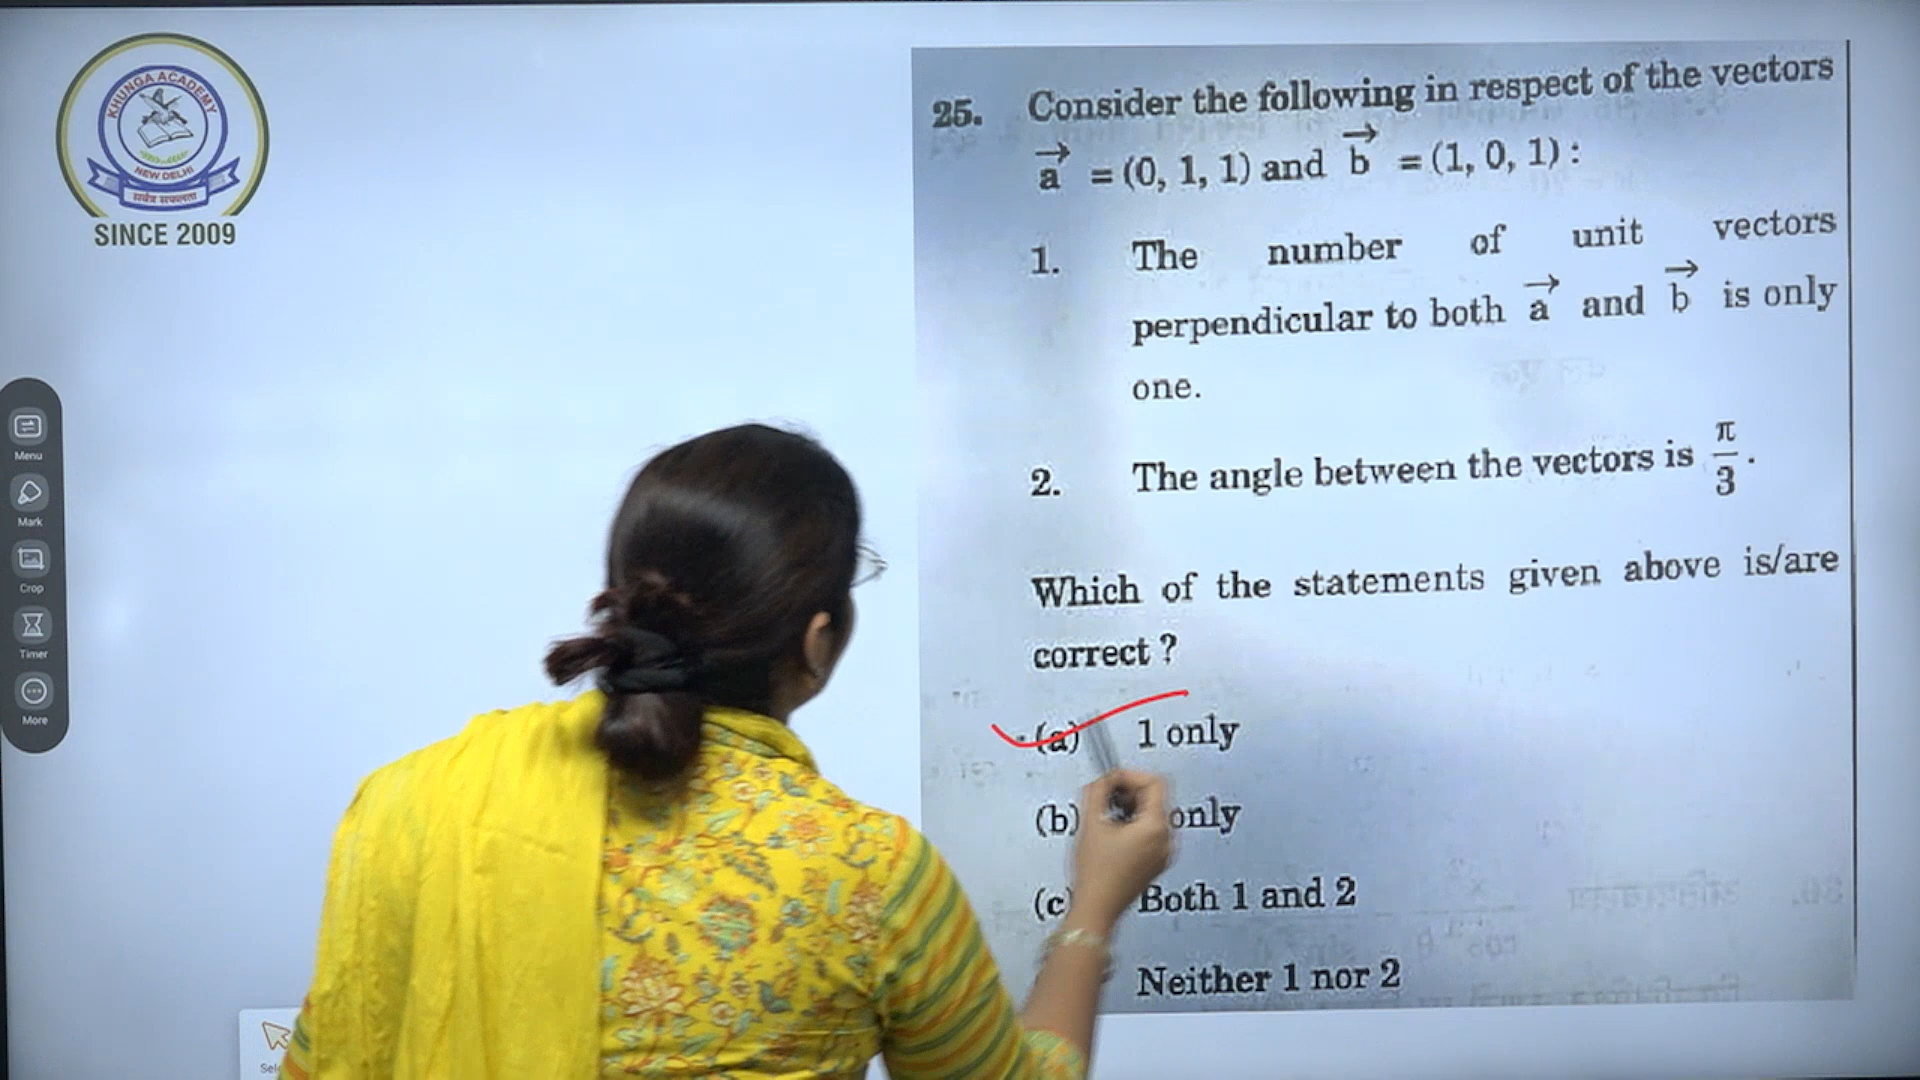 KHUNGA ACADEMY
NEW DELHI
सर्वत्र सफलता
SINCE 2009
Menu
Mark
Crop
Timer
More
25. Consider the following in respect of the vectors
a⃗ = (0, 1, 1) and b⃗ = (1, 0, 1) :
1. The number of unit vectors
perpendicular to both a⃗ and b⃗ is only
one.
2. The angle between the vectors is π/3.
Which of the statements given above is/are
correct ?
(a) 1 only
(b) only
(c) Both 1 and 2
Neither 1 nor 2